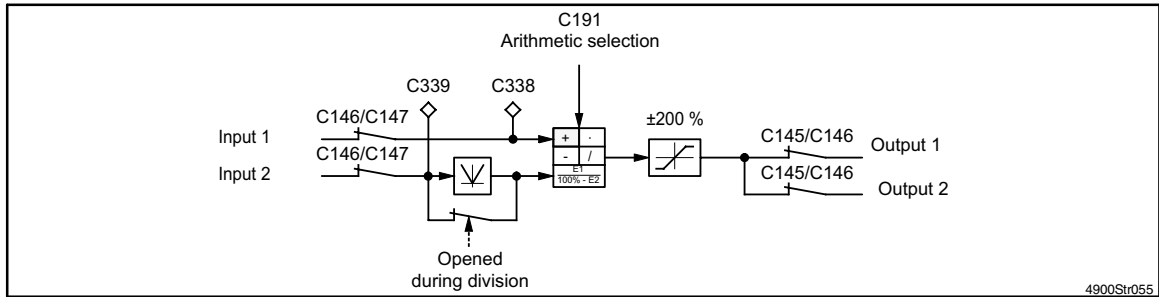 C191
Arithmetic selection
C339
C338
C146/C147
Input 1
+
·
-
/
E1
100% - E2
±200 %
C145/C146
Output 1
C146/C147
Input 2
C145/C146
Output 2
Opened
during division
4900Str055